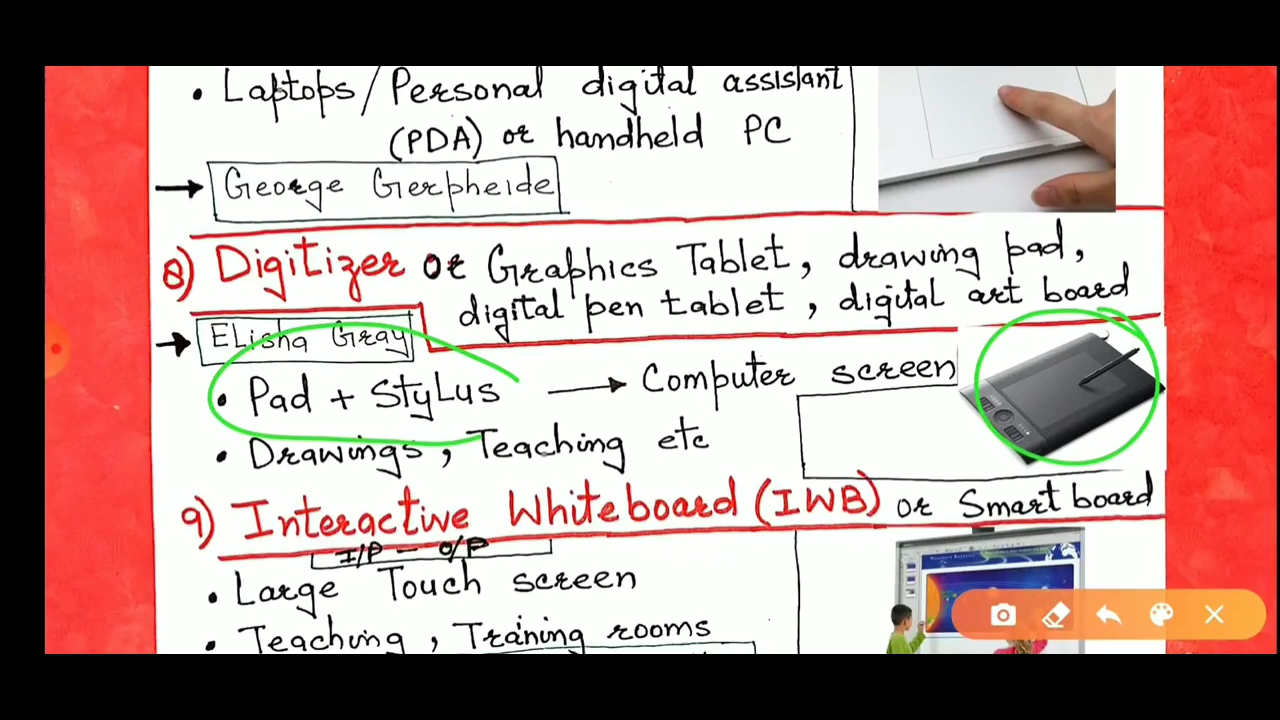 • Laptops/Personal digital assistant
(PDA) or handheld PC
→ George Gerpheide
8) Digitizer or Graphics Tablet, drawing pad,
digital pen tablet, digital art board
→ ELisha Gray
• Pad + StyLus → Computer screen
• Drawings, Teaching etc
9) Interactive Whiteboard (IWB) or Smart board
I/P - O/P
• Large Touch screen
• Teaching, Training rooms